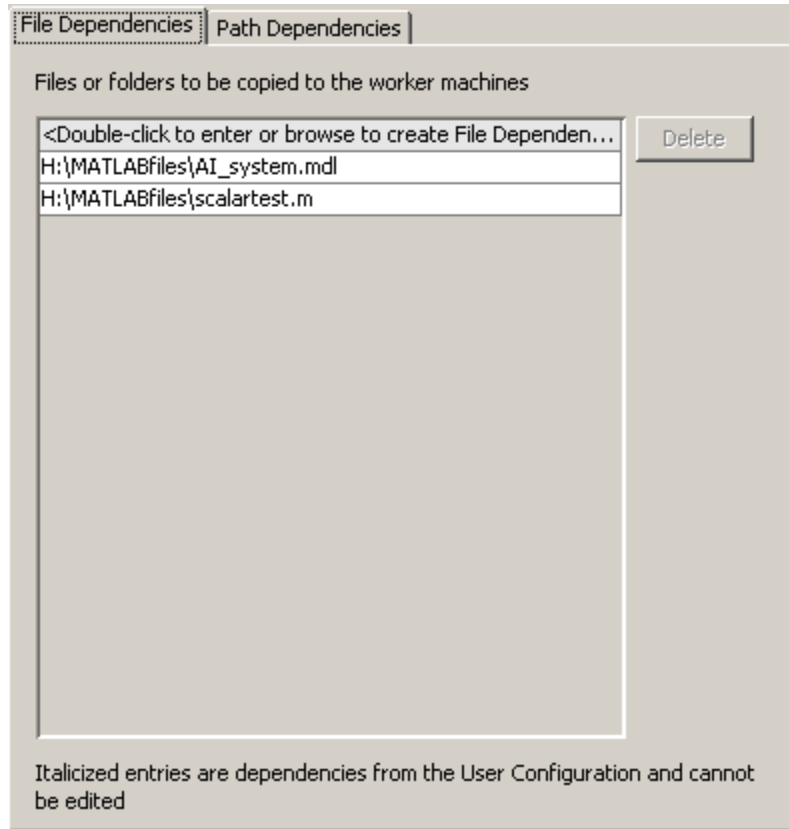 File Dependencies Path Dependencies
Files or folders to be copied to the worker machines
<Double-click to enter or browse to create File Dependen... Delete
H:\MATLABfiles\AI_system.mdl
H:\MATLABfiles\scalartest.m
Italicized entries are dependencies from the User Configuration and cannot
be edited